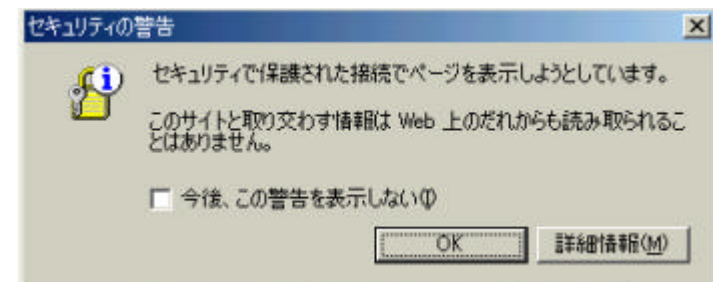 セキュリティの警告
セキュリティで保護された接続でページを表示しようとしています。
このサイトと取り交わす情報は Web 上のだれからも読み取られるこ
とはありません。
今後、この警告を表示しない(I)
OK 詳細情報(M)